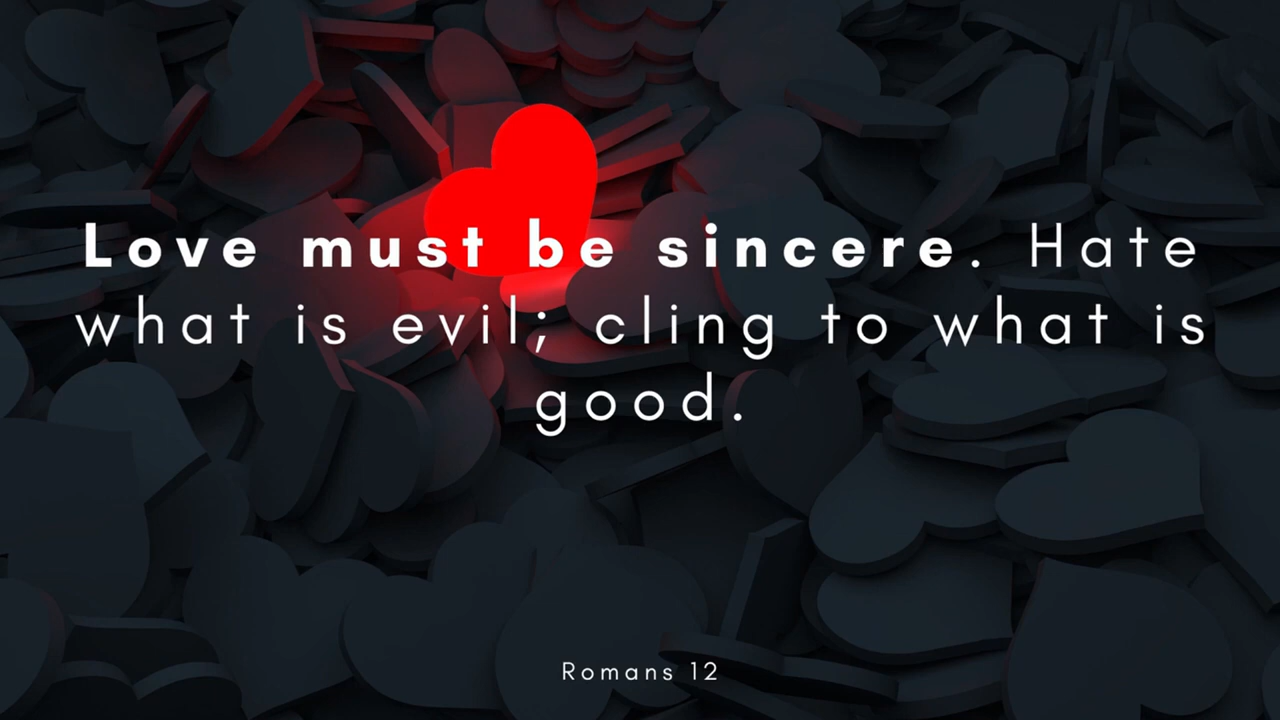 Love must be sincere. Hate
what is evil; cling to what is
good.
Romans 12